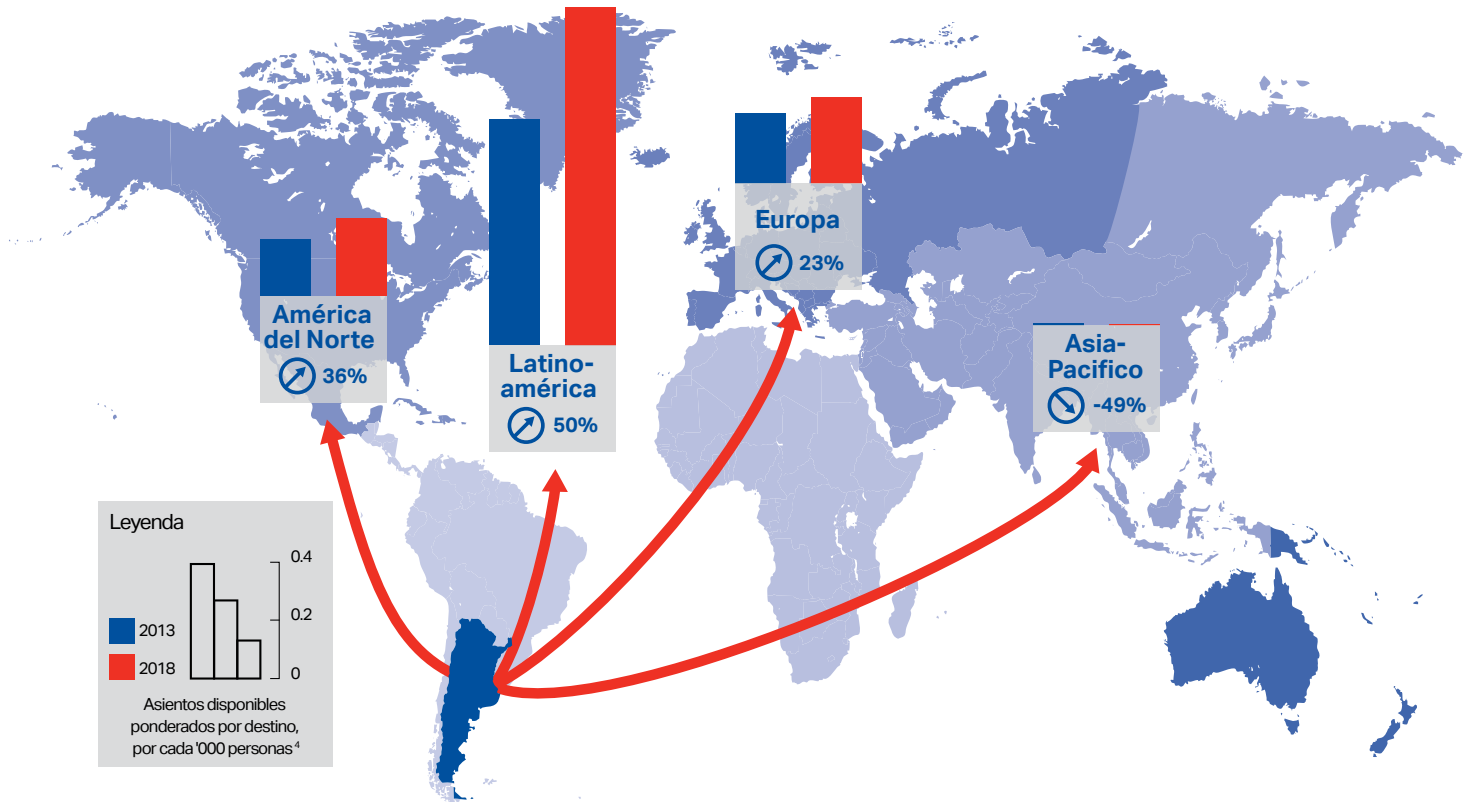 América
del Norte
36%
Latino-
américa
50%
Europa
23%
Asia-
Pacifico
-49%
Leyenda
0.4
0.2
0
2013
2018
Asientos disponibles
ponderados por destino,
por cada '000 personas 4